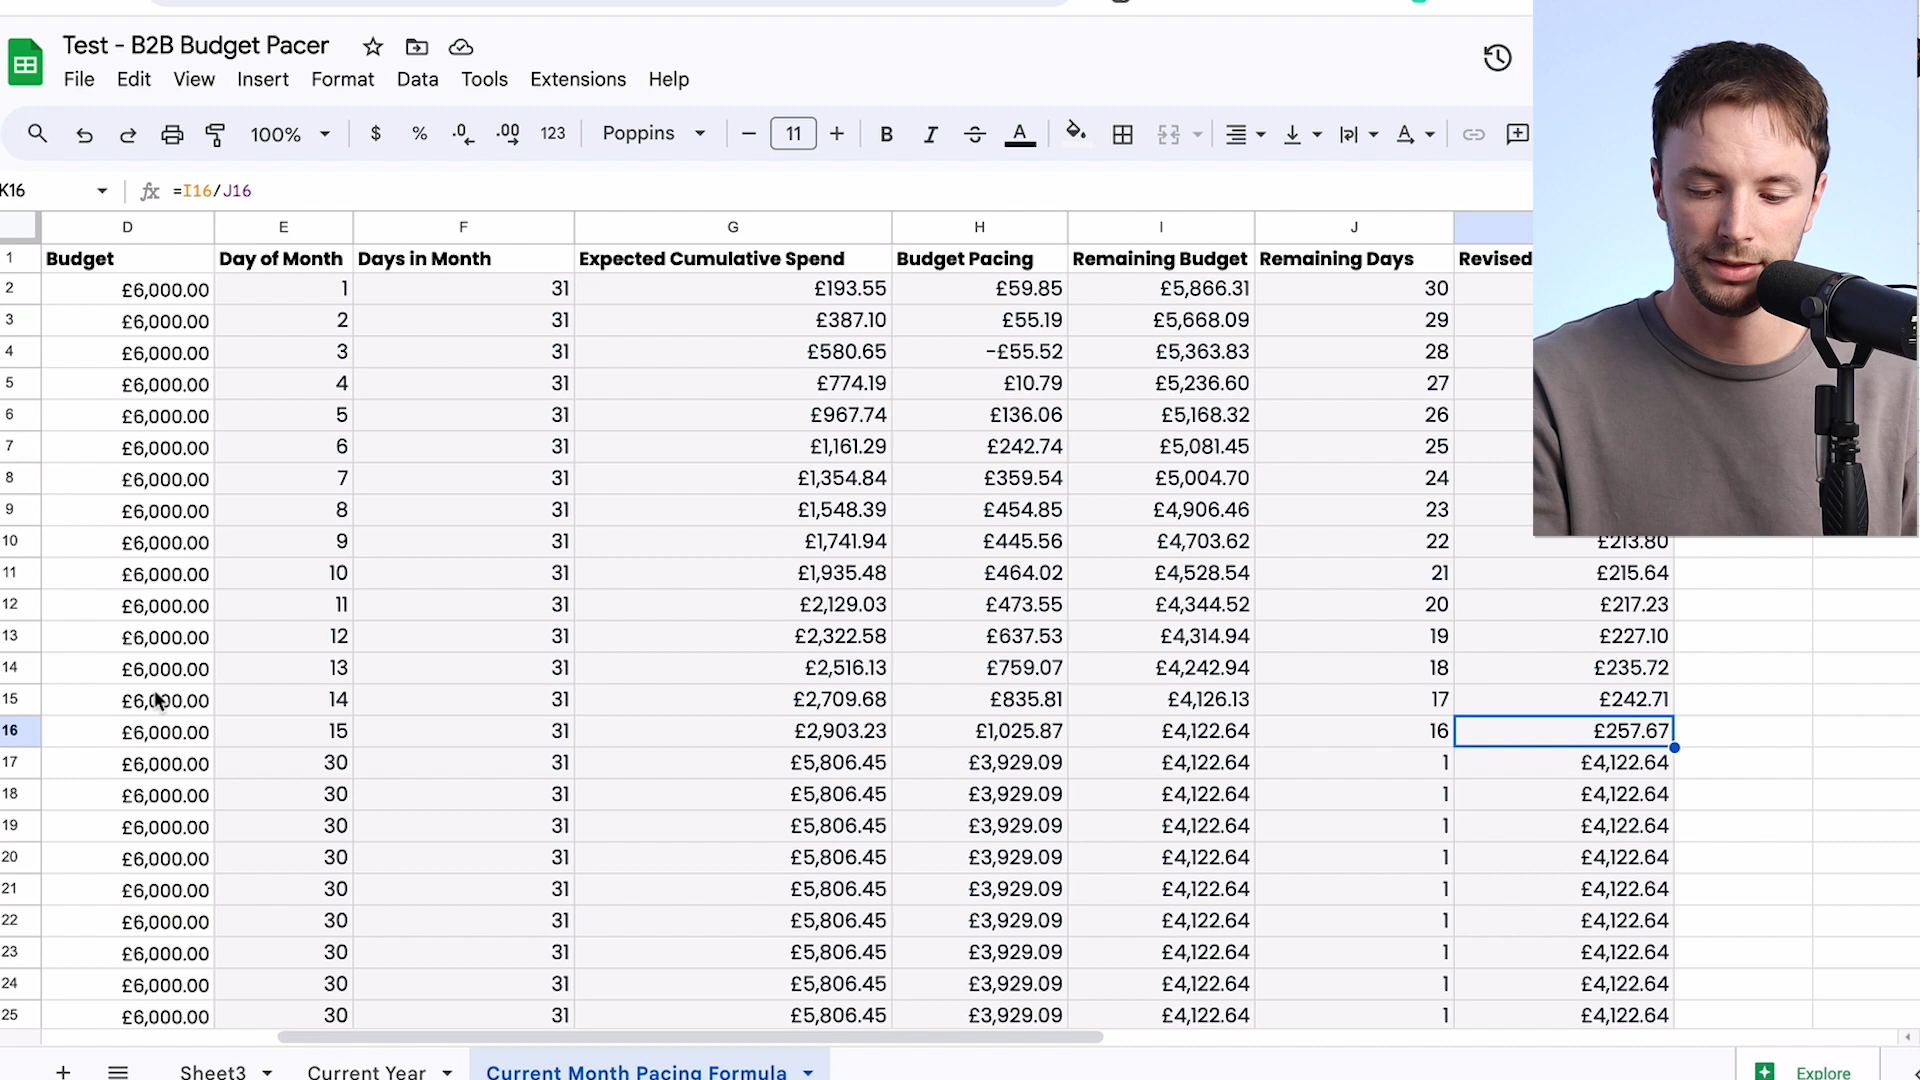 Test - B2B Budget Pacer
File Edit View Insert Format Data Tools Extensions Help
100% $ % .0 .00 123 Poppins 11 B I A
K16 fx =I16/J16
D E F G H I J
1 Budget Day of Month Days in Month Expected Cumulative Spend Budget Pacing Remaining Budget Remaining Days Revised
2 £6,000.00 1 31 £193.55 £59.85 £5,866.31 30
3 £6,000.00 2 31 £387.10 £55.19 £5,668.09 29
4 £6,000.00 3 31 £580.65 -£55.52 £5,363.83 28
5 £6,000.00 4 31 £774.19 £10.79 £5,236.60 27
6 £6,000.00 5 31 £967.74 £136.06 £5,168.32 26
7 £6,000.00 6 31 £1,161.29 £242.74 £5,081.45 25
8 £6,000.00 7 31 £1,354.84 £359.54 £5,004.70 24
9 £6,000.00 8 31 £1,548.39 £454.85 £4,906.46 23
10 £6,000.00 9 31 £1,741.94 £445.56 £4,703.62 22 £213.80
11 £6,000.00 10 31 £1,935.48 £464.02 £4,528.54 21 £215.64
12 £6,000.00 11 31 £2,129.03 £473.55 £4,344.52 20 £217.23
13 £6,000.00 12 31 £2,322.58 £637.53 £4,314.94 19 £227.10
14 £6,000.00 13 31 £2,516.13 £759.07 £4,242.94 18 £235.72
15 £6,000.00 14 31 £2,709.68 £835.81 £4,126.13 17 £242.71
16 £6,000.00 15 31 £2,903.23 £1,025.87 £4,122.64 16 £257.67
17 £6,000.00 30 31 £5,806.45 £3,929.09 £4,122.64 1 £4,122.64
18 £6,000.00 30 31 £5,806.45 £3,929.09 £4,122.64 1 £4,122.64
19 £6,000.00 30 31 £5,806.45 £3,929.09 £4,122.64 1 £4,122.64
20 £6,000.00 30 31 £5,806.45 £3,929.09 £4,122.64 1 £4,122.64
21 £6,000.00 30 31 £5,806.45 £3,929.09 £4,122.64 1 £4,122.64
22 £6,000.00 30 31 £5,806.45 £3,929.09 £4,122.64 1 £4,122.64
23 £6,000.00 30 31 £5,806.45 £3,929.09 £4,122.64 1 £4,122.64
24 £6,000.00 30 31 £5,806.45 £3,929.09 £4,122.64 1 £4,122.64
25 £6,000.00 30 31 £5,806.45 £3,929.09 £4,122.64 1 £4,122.64
Sheet3 Current Year Current Month Pacing Formula Explore